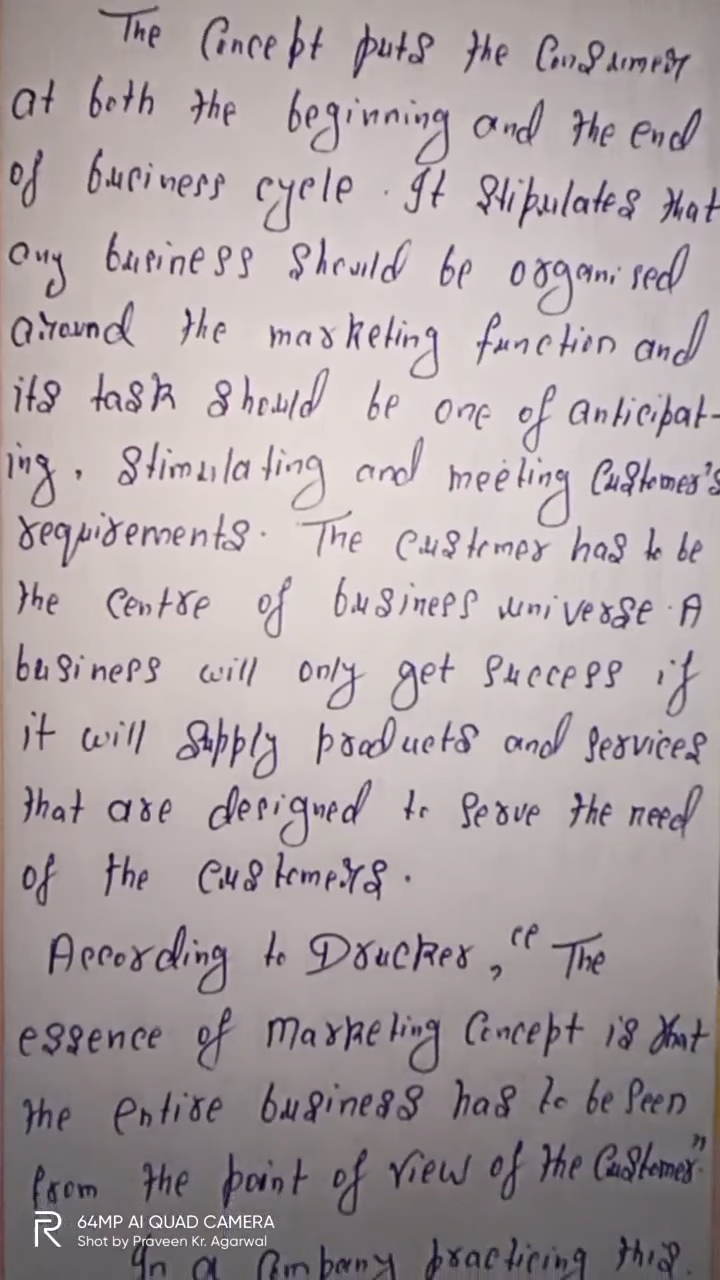 The Concept puts the Consumer
at both the beginning and the end
of business cycle. It stipulates that
any business should be organised
around the marketing function and
its task should be one of anticipat-
ing, stimulating and meeting Customer's
requirements. The customer has to be
the centre of business universe. A
business will only get success if
it will supply products and services
that are designed to serve the need
of the customers.
According to Drucker, "The
essence of marketing Concept is that
the entire business has to be seen
from the point of view of the Customer"
64MP AI QUAD CAMERA
Shot by Praveen Kr. Agarwal
In a Company practicing this